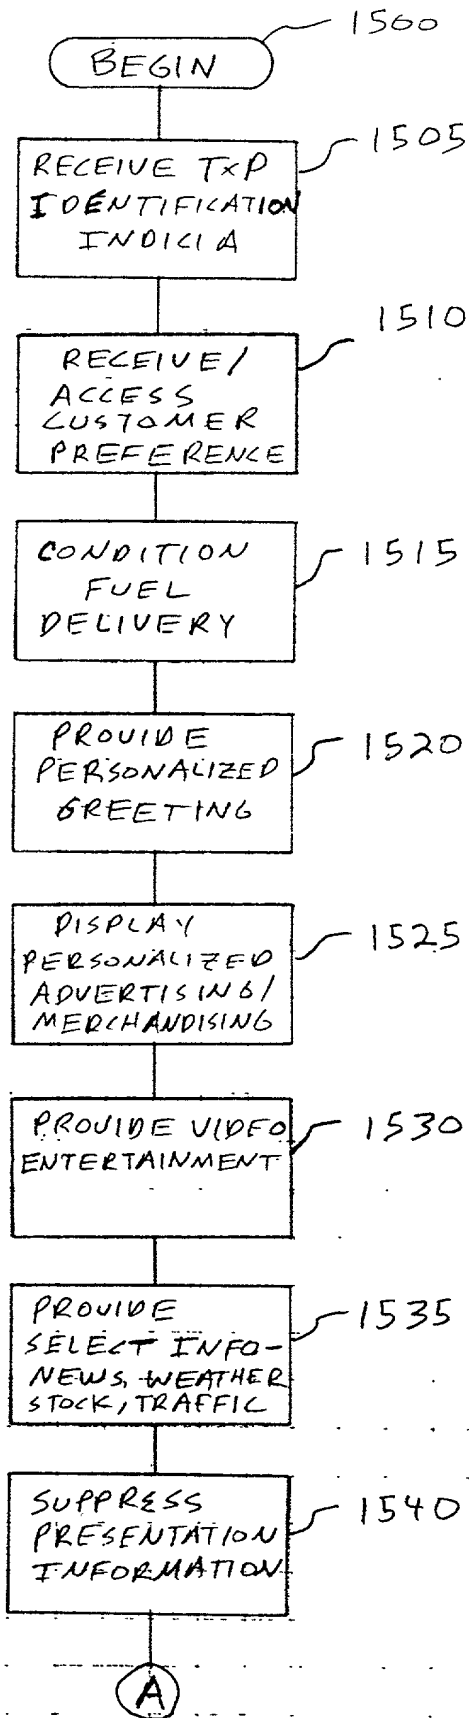 1500
BEGIN
1505
RECEIVE TXP
IDENTIFICATION
INDICIA
1510
RECEIVE/
ACCESS
CUSTOMER
PREFERENCE
1515
CONDITION
FUEL
DELIVERY
1520
PROVIDE
PERSONALIZED
GREETING
1525
DISPLAY
PERSONALIZED
ADVERTISING/
MERCHANDISING
1530
PROVIDE VIDEO
ENTERTAINMENT
1535
PROVIDE
SELECT INFO-
NEWS, WEATHER
STOCK, TRAFFIC
1540
SUPPRESS
PRESENTATION
INFORMATION
A